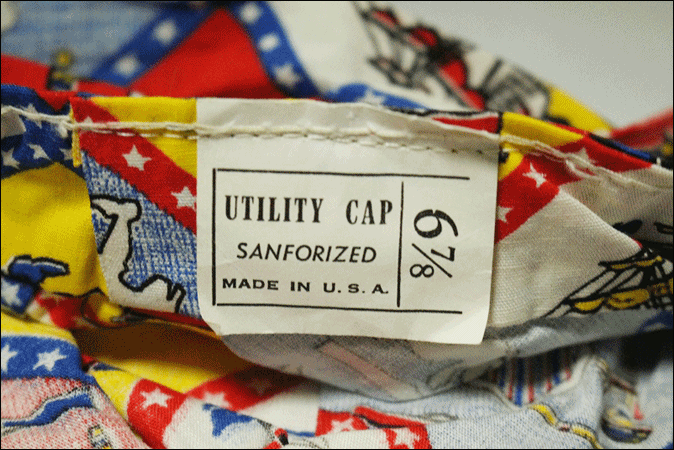 UTILITY CAP
SANFORIZED
MADE IN U.S.A.
6⅞